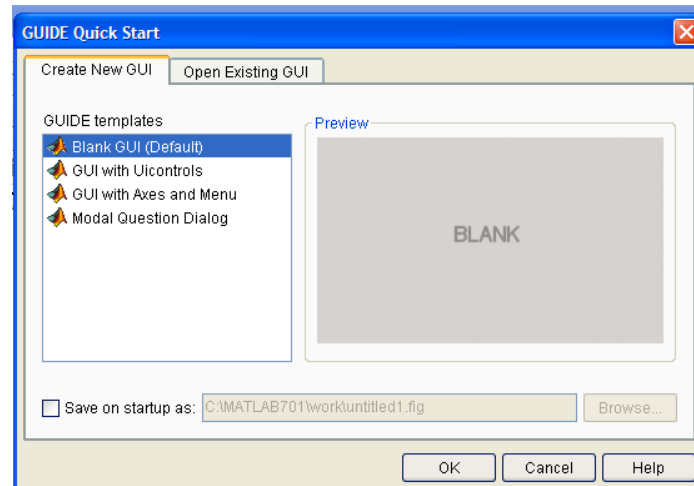 GUIDE Quick Start
Create New GUI
Open Existing GUI
GUIDE templates
Blank GUI (Default)
GUI with Uicontrols
GUI with Axes and Menu
Modal Question Dialog
Preview
BLANK
Save on startup as: C:\MATLAB701\work\untitled1.fig Browse...
OK Cancel Help